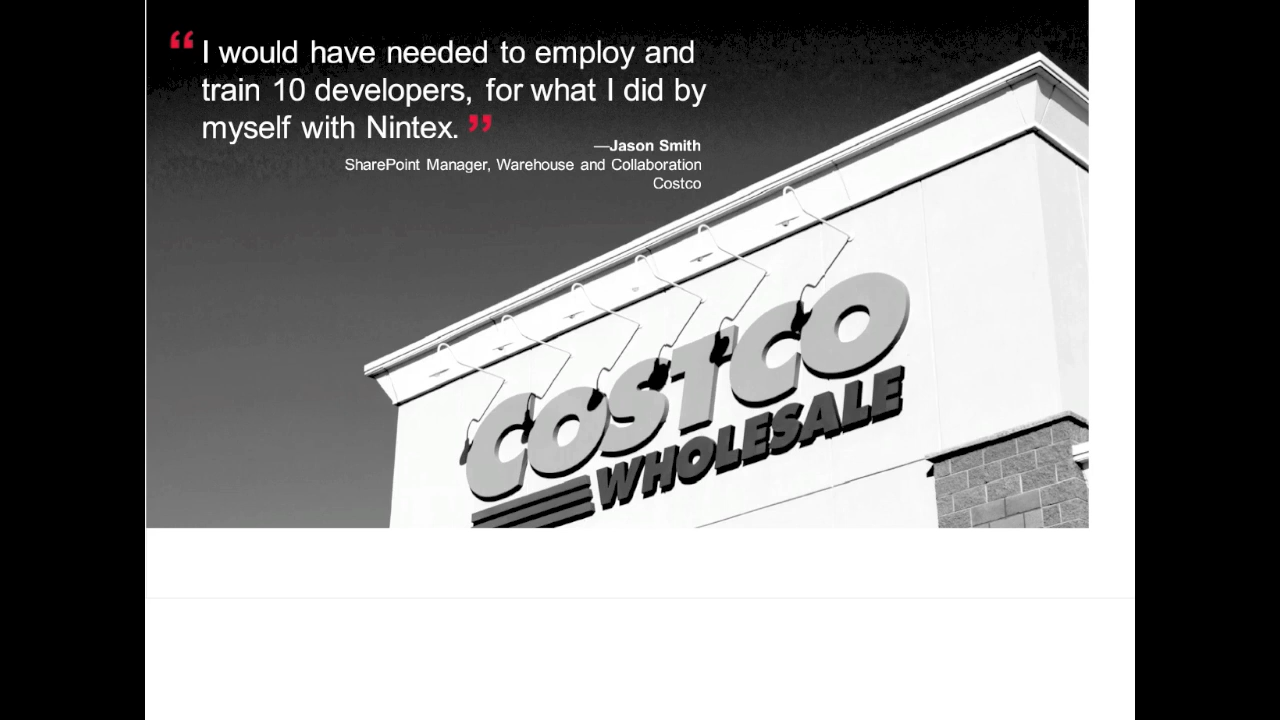 “ I would have needed to employ and
train 10 developers, for what I did by
myself with Nintex. ”
—Jason Smith
SharePoint Manager, Warehouse and Collaboration
Costco
COSTCO
WHOLESALE